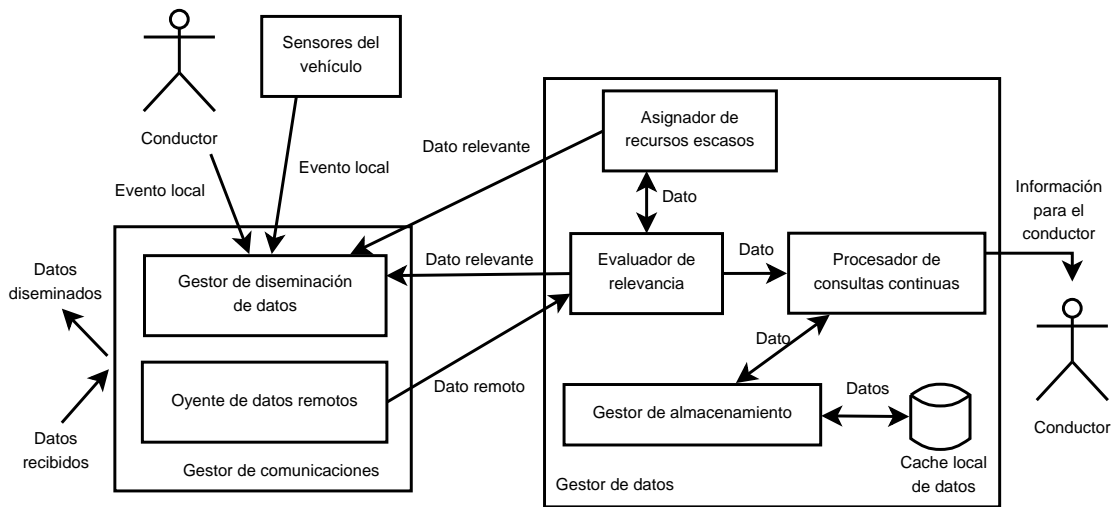 Sensores del
vehículo
Conductor
Evento local
Evento local
Dato relevante
Asignador de
recursos escasos
Dato
Información
para el
conductor
Datos
diseminados
Gestor de diseminación
de datos
Dato relevante
Evaluador de
relevancia
Dato
Procesador de
consultas continuas
Dato
Oyente de datos remotos
Dato remoto
Gestor de almacenamiento
Datos
Conductor
Datos
recibidos
Gestor de comunicaciones
Cache local
de datos
Gestor de datos